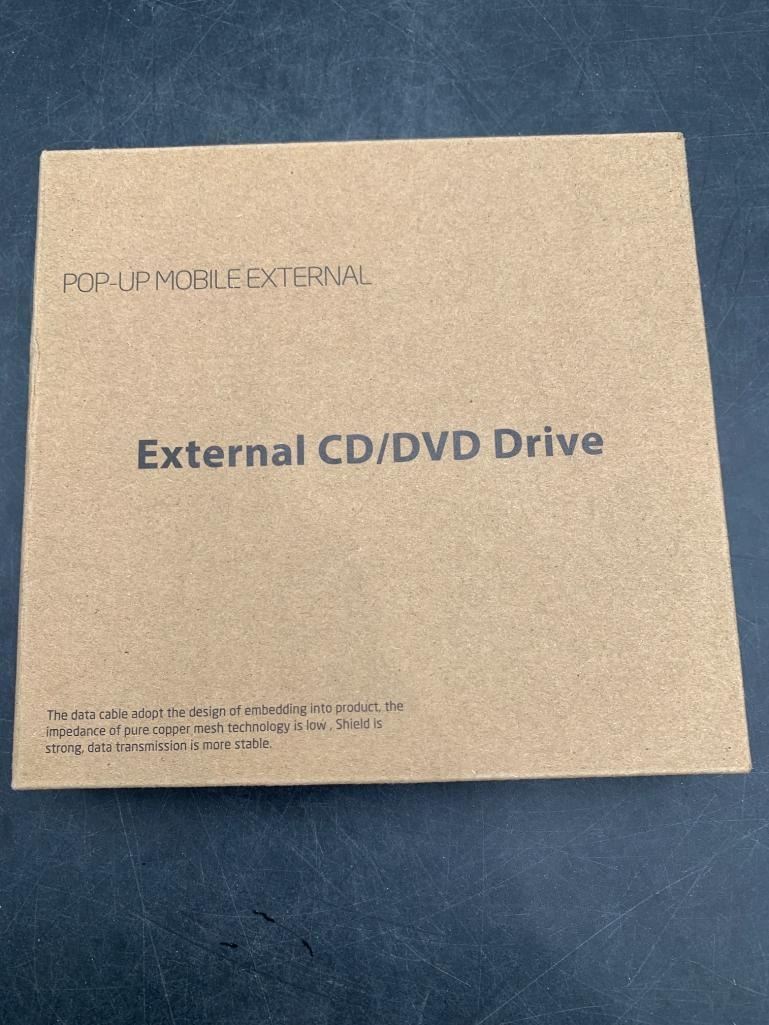 POP-UP MOBILE EXTERNAL
External CD/DVD Drive
The data cable adopt the design of embedding into product, the
impedance of pure copper mesh technology is low , Shield is
strong, data transmission is more stable.